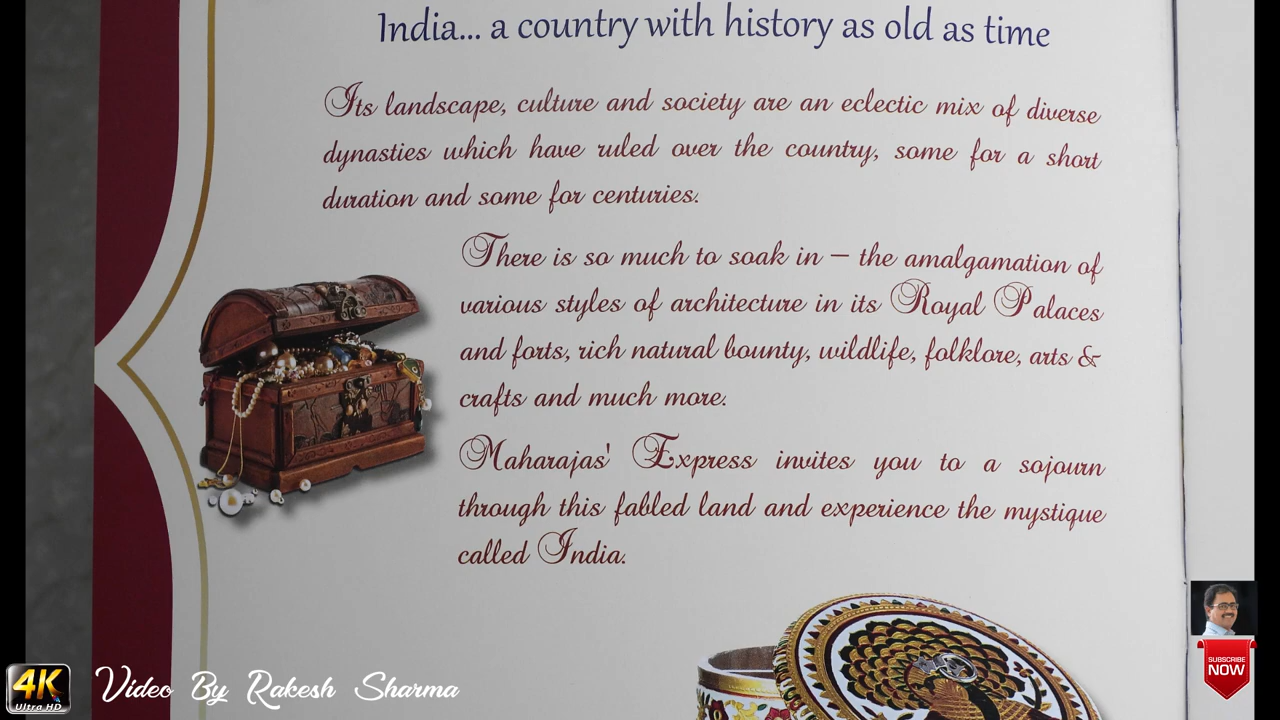 India... a country with history as old as time
Its landscape, culture and society are an eclectic mix of diverse
dynasties which have ruled over the country, some for a short
duration and some for centuries.
There is so much to soak in – the amalgamation of
various styles of architecture in its Royal Palaces
and forts, rich natural bounty, wildlife, folklore, arts &
crafts and much more.
Maharajas' Express invites you to a sojourn
through this fabled land and experience the mystique
called India.
SUBSCRIBE
NOW
4K
Ultra HD
Video By Rakesh Sharma